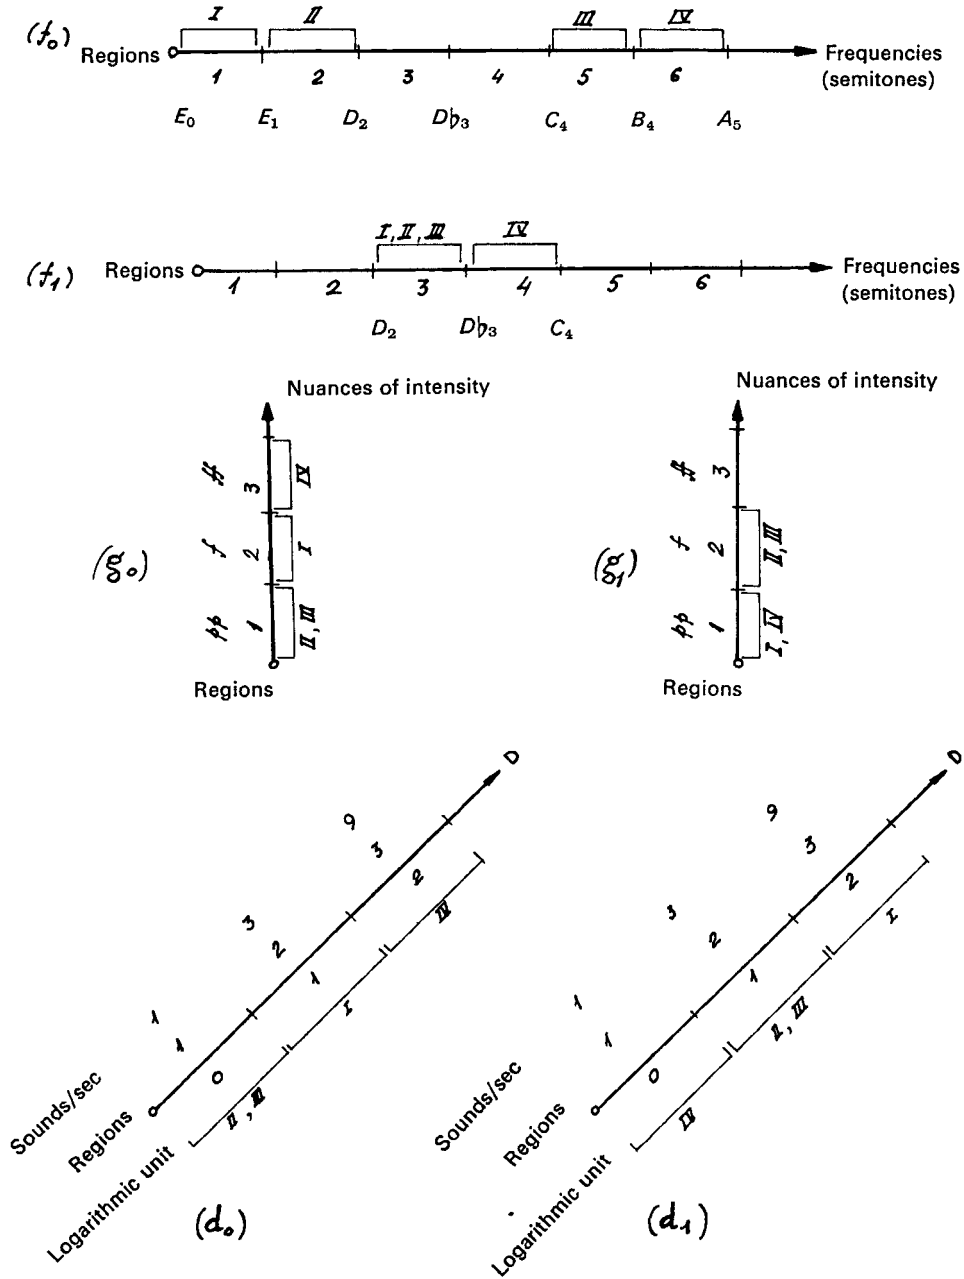 I II III IV
(f₀) Regions 1 2 3 4 5 6 Frequencies
(semitones)
E₀ E₁ D₂ D♭₃ C₄ B₄ A₅
I, II, III IV
(f₁) Regions 1 2 3 4 5 6 Frequencies
(semitones)
D₂ D♭₃ C₄
Nuances of intensity
ff 3 IV
(g₀) f 2 I
pp 1 II, III
Regions
Nuances of intensity
ff 3
(g₁) f 2 II, III
pp 1 I, IV
Regions
D
Sounds/sec 1 3 9
Regions 1 2 3
Logarithmic unit 0 1 2
II, III I IV
(d₀)
D
Sounds/sec 1 3 9
Regions 1 2 3
Logarithmic unit 0 1 2
IV II, III I
(d₁)